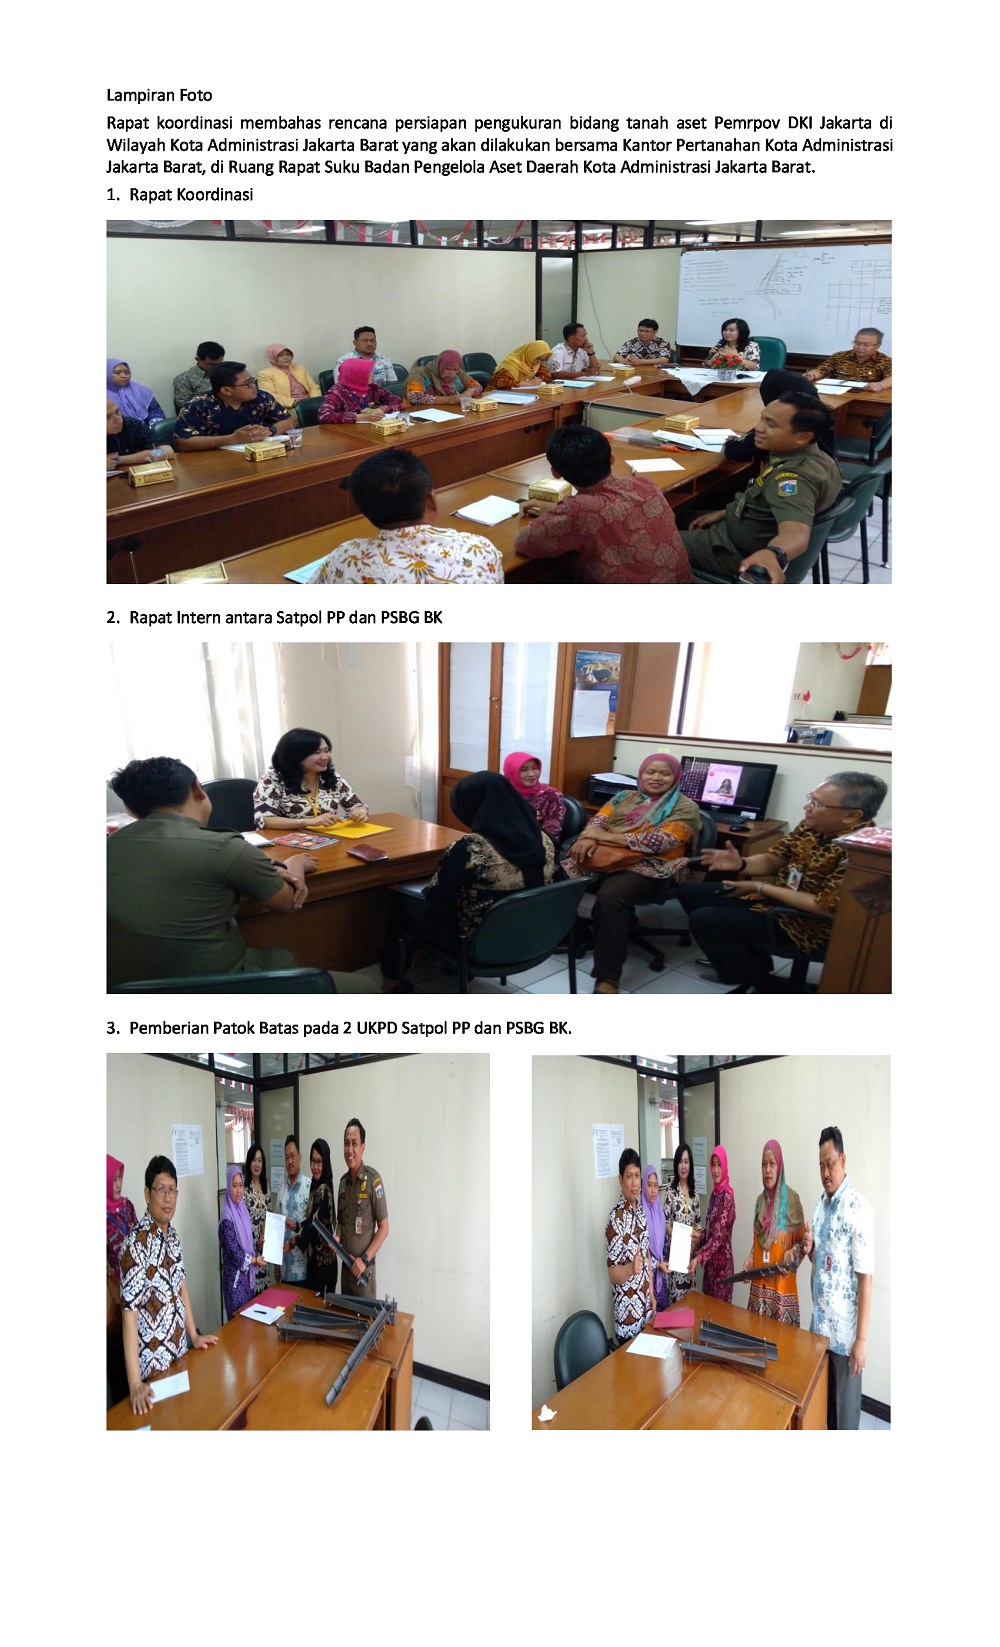 Lampiran Foto
Rapat koordinasi membahas rencana persiapan pengukuran bidang tanah aset Pemrpov DKI Jakarta di
Wilayah Kota Administrasi Jakarta Barat yang akan dilakukan bersama Kantor Pertanahan Kota Administrasi
Jakarta Barat, di Ruang Rapat Suku Badan Pengelola Aset Daerah Kota Administrasi Jakarta Barat.
1. Rapat Koordinasi
2. Rapat Intern antara Satpol PP dan PSBG BK
3. Pemberian Patok Batas pada 2 UKPD Satpol PP dan PSBG BK.